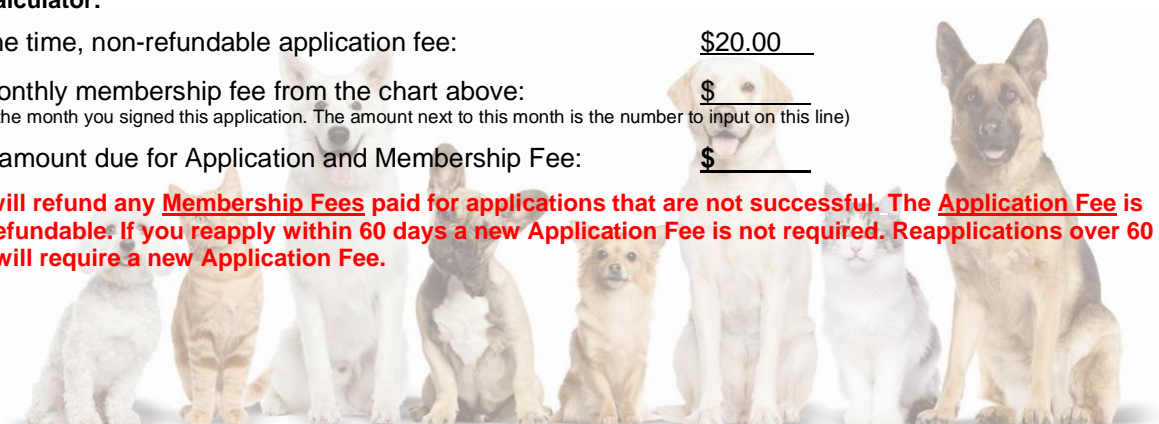 alculator:
ne time, non-refundable application fee: $20.00
onthly membership fee from the chart above: $
the month you signed this application. The amount next to this month is the number to input on this line)
amount due for Application and Membership Fee: $
will refund any Membership Fees paid for applications that are not successful. The Application Fee is
efundable. If you reapply within 60 days a new Application Fee is not required. Reapplications over 60
will require a new Application Fee.